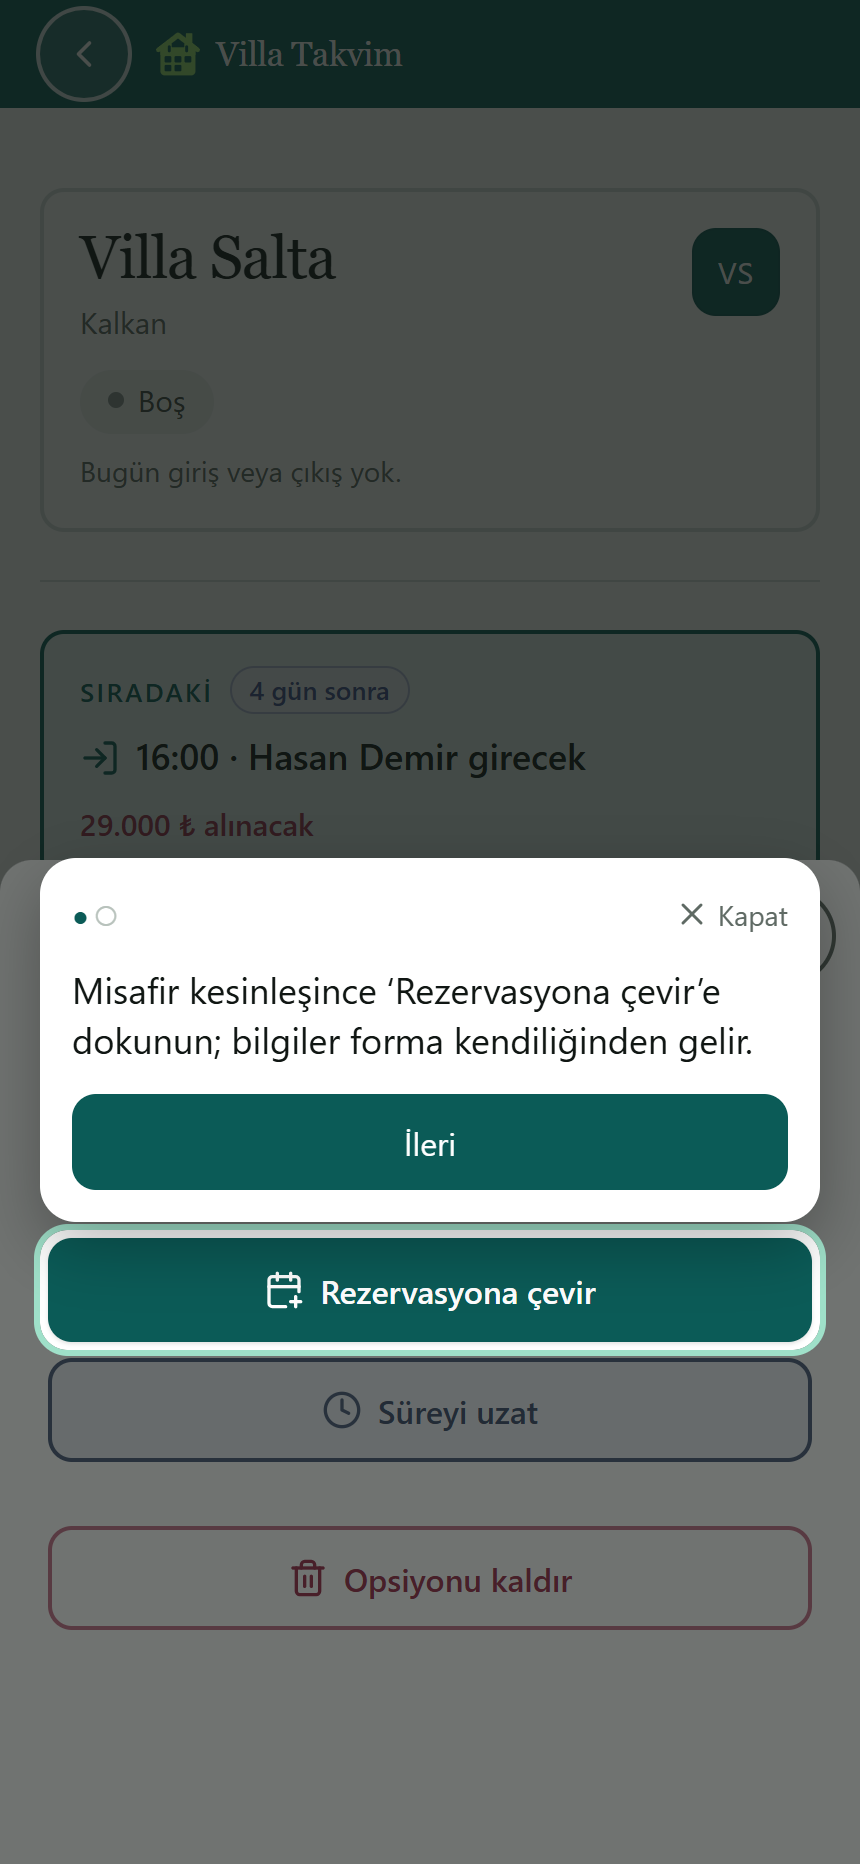 Villa Takvim
Villa Salta
VS
Kalkan
Boş
Bugün giriş veya çıkış yok.
SIRADAKİ
4 gün sonra
16:00 · Hasan Demir girecek
29.000 ₺ alınacak
Kapat
Misafir kesinleşince ‘Rezervasyona çevir’e
dokunun; bilgiler forma kendiliğinden gelir.
İleri
Rezervasyona çevir
Süreyi uzat
Opsiyonu kaldır